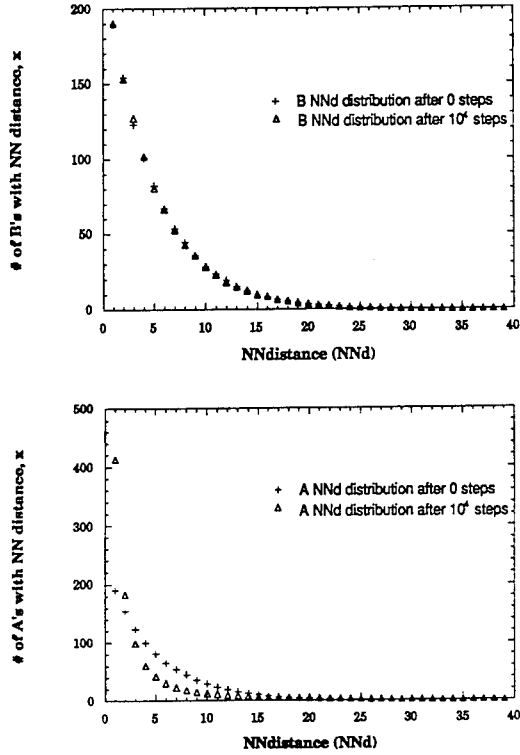 200
150
100
50
0
# of B's with NN distance, x
+ B NNd distribution after 0 steps
△ B NNd distribution after 10⁴ steps
0 5 10 15 20 25 30 35 40
NNdistance (NNd)
500
400
300
200
100
0
# of A's with NN distance, x
+ A NNd distribution after 0 steps
△ A NNd distribution after 10⁴ steps
0 5 10 15 20 25 30 35 40
NNdistance (NNd)